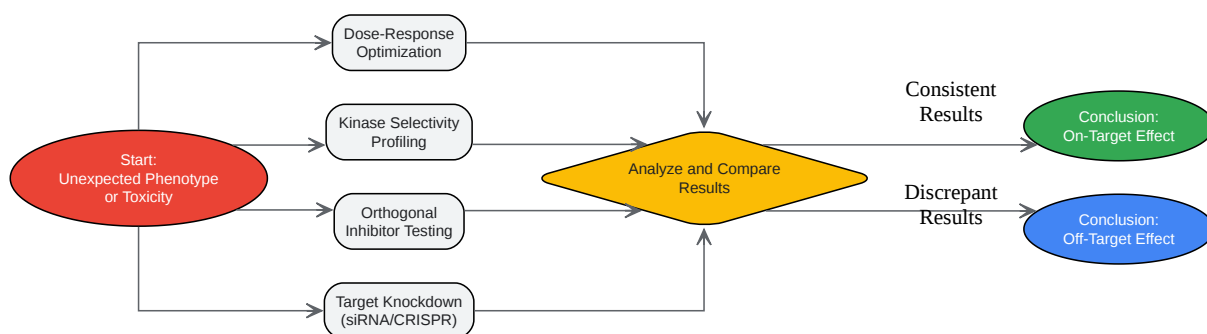 Start:
Unexpected Phenotype
or Toxicity
Dose-Response
Optimization
Kinase Selectivity
Profiling
Orthogonal
Inhibitor Testing
Target Knockdown
(siRNA/CRISPR)
Analyze and Compare
Results
Consistent
Results
Discrepant
Results
Conclusion:
On-Target Effect
Conclusion:
Off-Target Effect